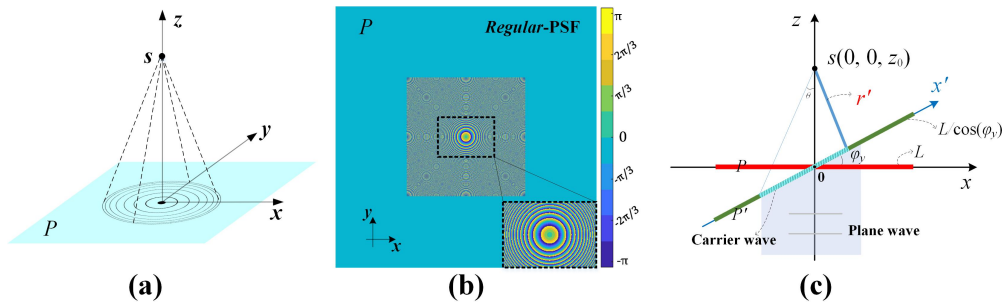 z
s
y
x
P
(a)
P
Regular-PSF
y
x
π
2π/3
π/3
0
-π/3
-2π/3
-π
(b)
z
s(0, 0, z₀)
θ
r'
x'
L/cos(φy)
φy
L
P
0
x
P'
Carrier wave
Plane wave
(c)